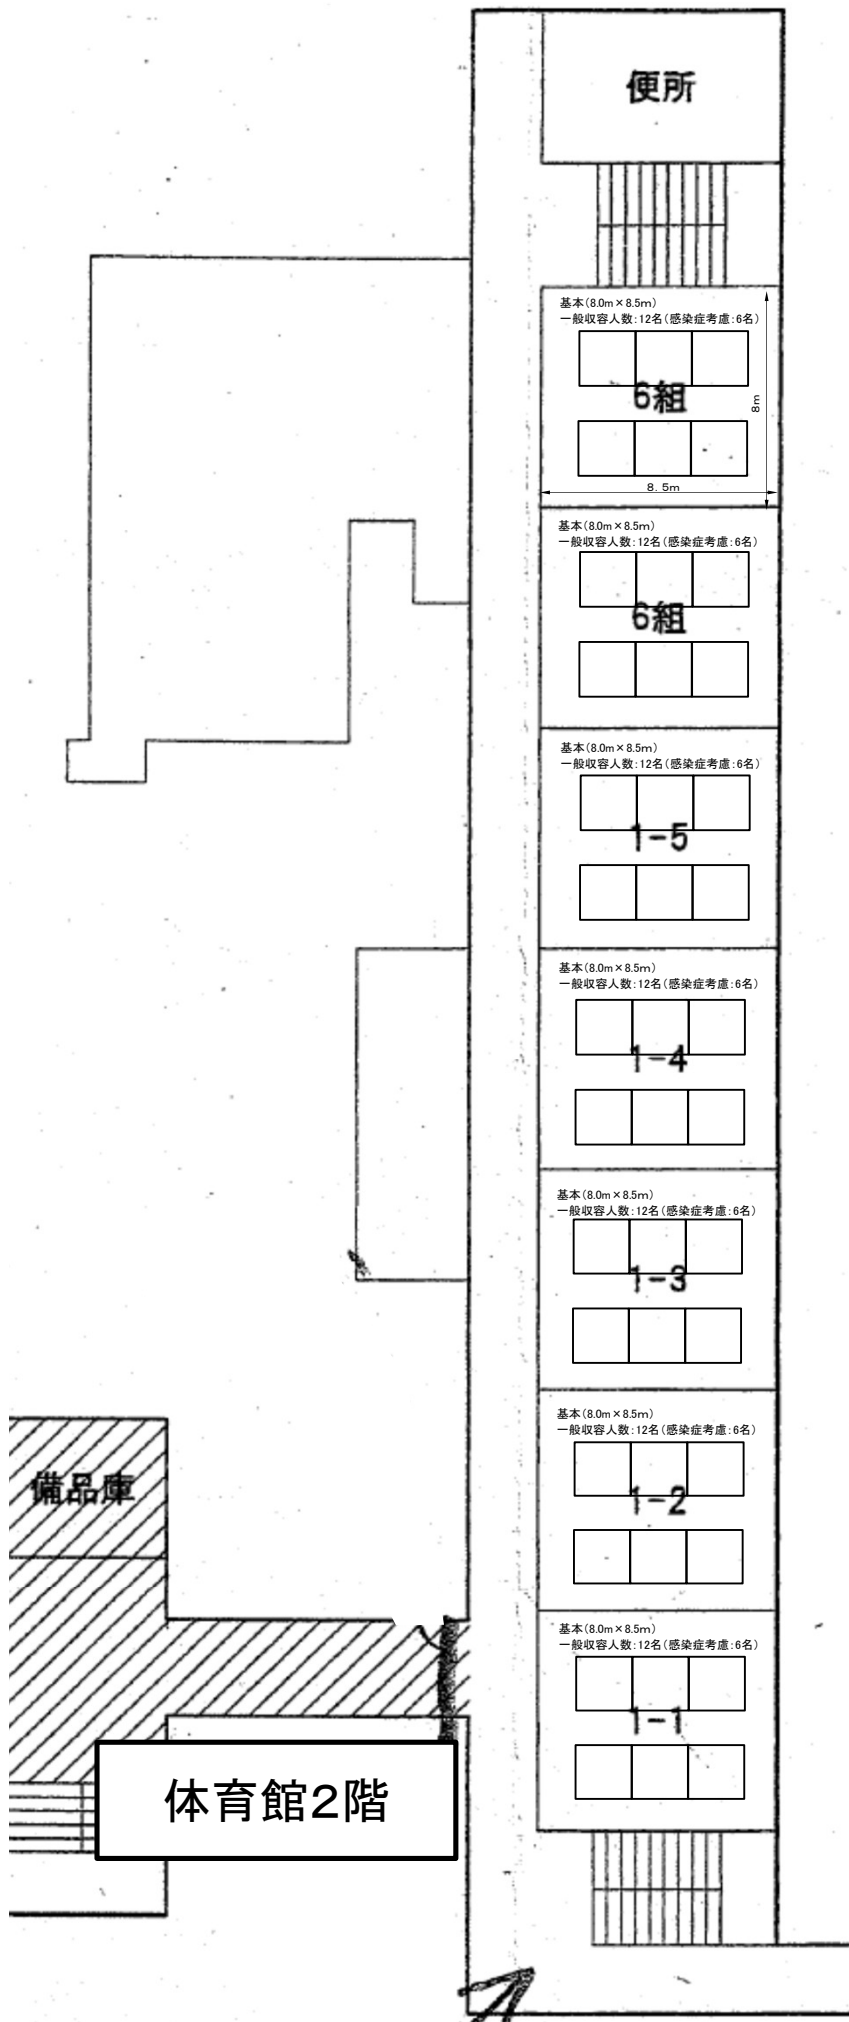 便所
基本(8.0m×8.5m)
一般収容人数:12名(感染症考慮:6名)
6組
8m
8.5m
基本(8.0m×8.5m)
一般収容人数:12名(感染症考慮:6名)
6組
基本(8.0m×8.5m)
一般収容人数:12名(感染症考慮:6名)
1-5
基本(8.0m×8.5m)
一般収容人数:12名(感染症考慮:6名)
1-4
基本(8.0m×8.5m)
一般収容人数:12名(感染症考慮:6名)
1-3
基本(8.0m×8.5m)
一般収容人数:12名(感染症考慮:6名)
1-2
備品庫
基本(8.0m×8.5m)
一般収容人数:12名(感染症考慮:6名)
1-1
体育館2階